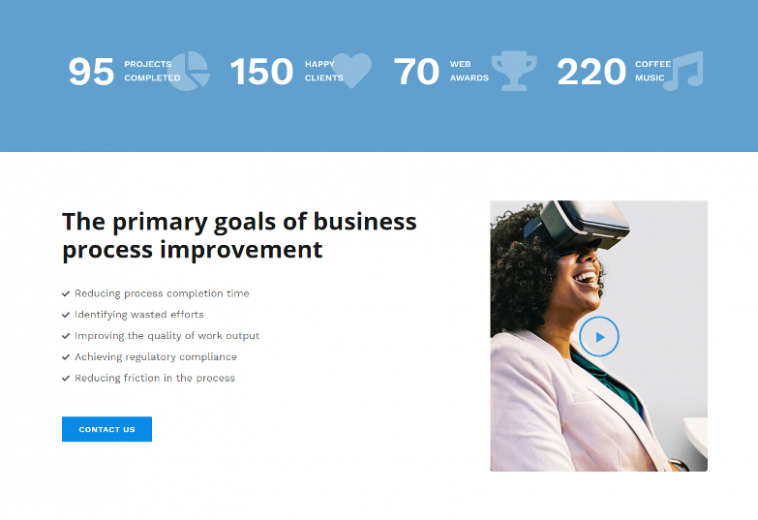 95 PROJECTS
COMPLETED
150 HAPPY
CLIENTS
70 WEB
AWARDS
220 COFFEE
MUSIC
The primary goals of business
process improvement
Reducing process completion time
Identifying wasted efforts
Improving the quality of work output
Achieving regulatory compliance
Reducing friction in the process
CONTACT US